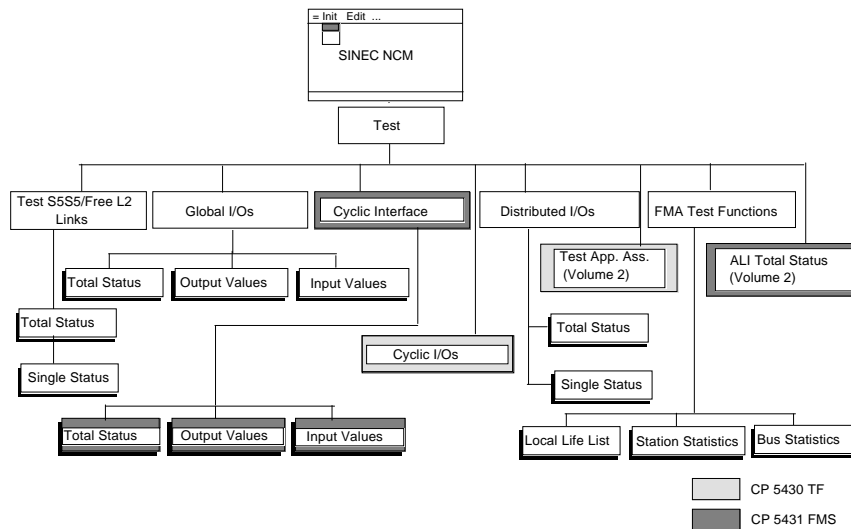 = Init Edit ...
SINEC NCM
Test
Test S5S5/Free L2
Links
Global I/Os
Cyclic Interface
Distributed I/Os
FMA Test Functions
Test App. Ass.
(Volume 2)
ALI Total Status
(Volume 2)
Total Status
Output Values
Input Values
Total Status
Total Status
Cyclic I/Os
Single Status
Single Status
Total Status
Output Values
Input Values
Local Life List
Station Statistics
Bus Statistics
CP 5430 TF
CP 5431 FMS